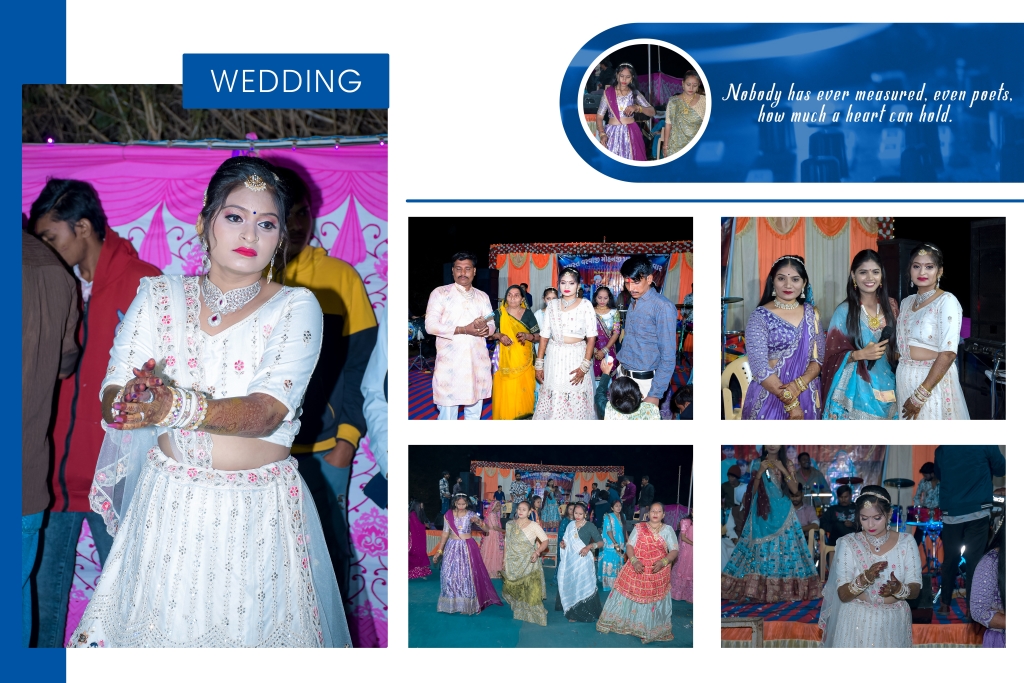 WEDDING
Nobody has ever measured, even poets,
how much a heart can hold.